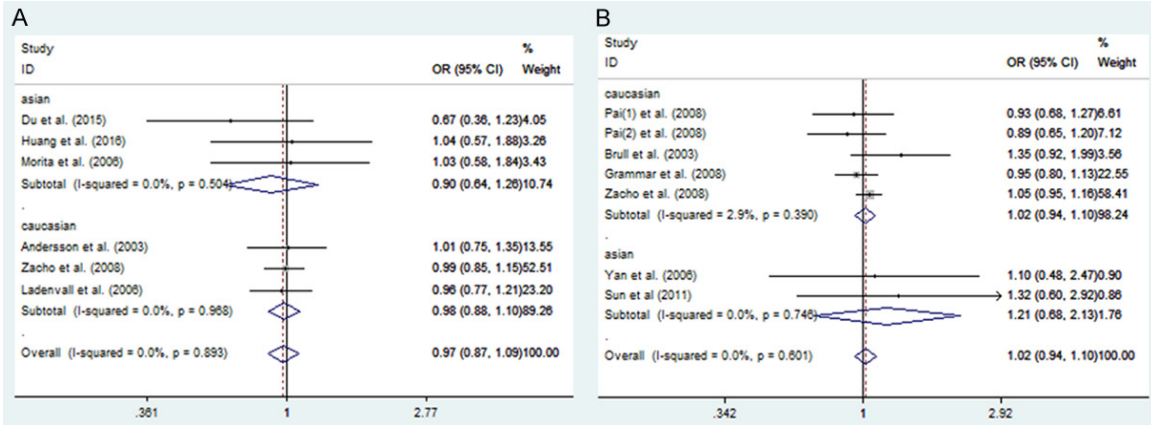 A
Study %
ID OR (95% CI) Weight
asian
Du et al. (2015) 0.67 (0.36, 1.23)4.05
Huang et al. (2016) 1.04 (0.57, 1.88)3.26
Morita et al. (2006) 1.03 (0.58, 1.84)3.43
Subtotal (I-squared = 0.0%, p = 0.504) 0.90 (0.64, 1.26)10.74
.
caucasian
Andersson et al. (2003) 1.01 (0.75, 1.35)13.55
Zacho et al. (2008) 0.99 (0.85, 1.15)52.51
Ladenvall et al. (2006) 0.96 (0.77, 1.21)23.20
Subtotal (I-squared = 0.0%, p = 0.968) 0.98 (0.88, 1.10)89.26
.
Overall (I-squared = 0.0%, p = 0.893) 0.97 (0.87, 1.09)100.00
.361 1 2.77
B
Study %
ID OR (95% CI) Weight
caucasian
Pai(1) et al. (2008) 0.93 (0.68, 1.27)6.61
Pai(2) et al. (2008) 0.89 (0.65, 1.20)7.12
Brull et al. (2003) 1.35 (0.92, 1.99)3.56
Grammar et al. (2008) 0.95 (0.80, 1.13)22.55
Zacho et al. (2008) 1.05 (0.95, 1.16)58.41
Subtotal (I-squared = 2.9%, p = 0.390) 1.02 (0.94, 1.10)98.24
.
asian
Yan et al. (2006) 1.10 (0.48, 2.47)0.90
Sun et al (2011) 1.32 (0.60, 2.92)0.86
Subtotal (I-squared = 0.0%, p = 0.746) 1.21 (0.68, 2.13)1.76
.
Overall (I-squared = 0.0%, p = 0.601) 1.02 (0.94, 1.10)100.00
.342 1 2.92